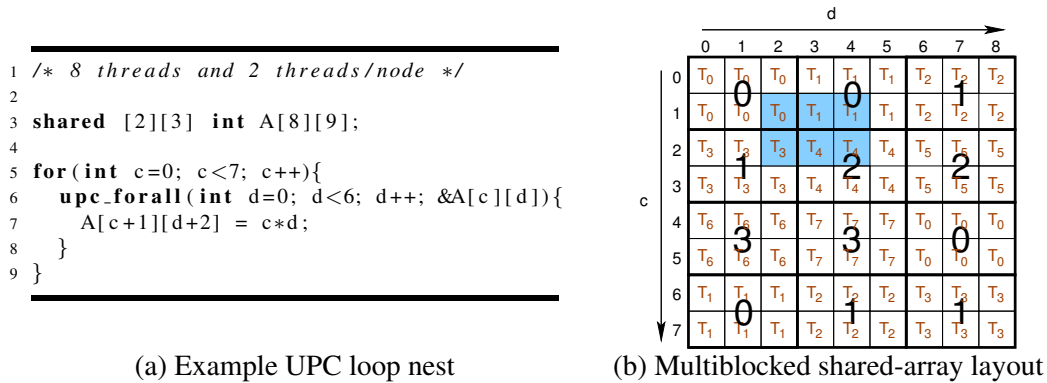 1 /* 8 threads and 2 threads/node */
2
3 shared [2][3] int A[8][9];
4
5 for(int c=0; c<7; c++){
6 upc_forall(int d=0; d<6; d++; &A[c][d]){
7 A[c+1][d+2] = c*d;
8 }
9 }
(a) Example UPC loop nest
d
0 1 2 3 4 5 6 7 8
0 T0 T0 T0 T1 T1 T1 T2 T2 T2
0 0 1
1 T0 T0 T0 T1 T1 T1 T2 T2 T2
2 T3 T3 T3 T4 T4 T4 T5 T5 T5
1 2 2
3 T3 T3 T3 T4 T4 T4 T5 T5 T5
c
4 T6 T6 T6 T7 T7 T7 T0 T0 T0
3 3 0
5 T6 T6 T6 T7 T7 T7 T0 T0 T0
6 T1 T1 T1 T2 T2 T2 T3 T3 T3
0 1 1
7 T1 T1 T1 T2 T2 T2 T3 T3 T3
(b) Multiblocked shared-array layout